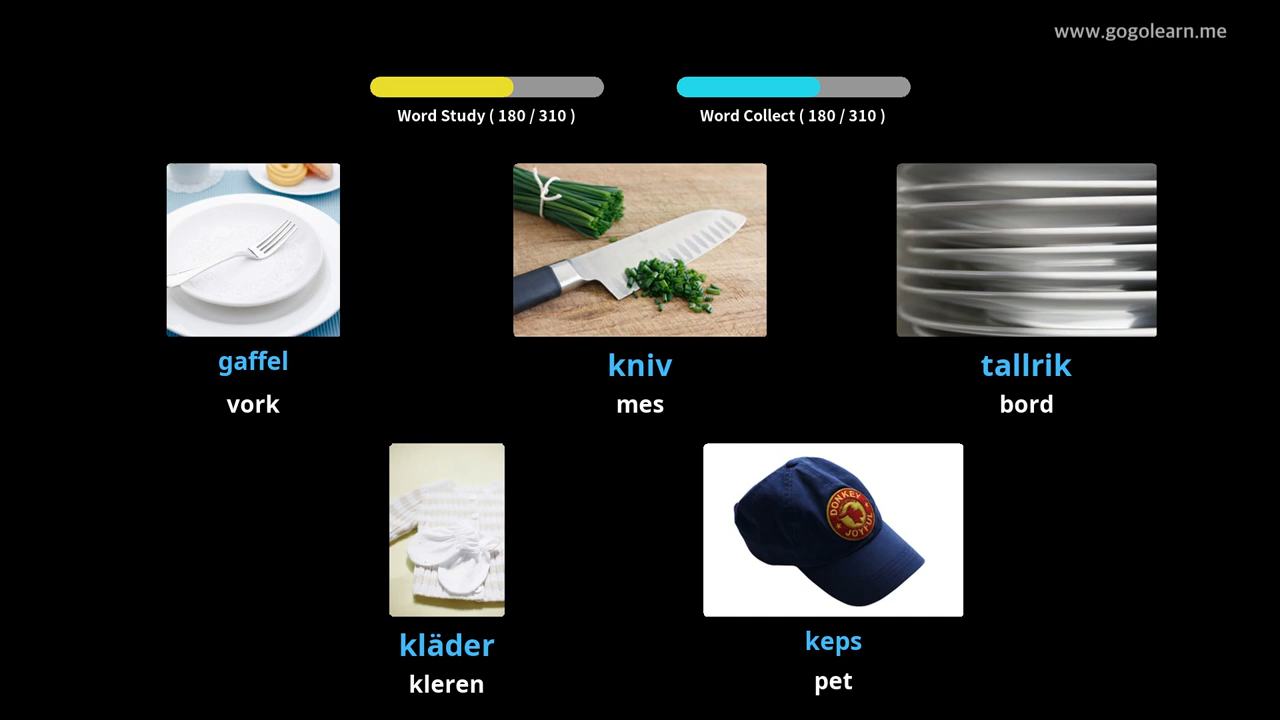 www.gogolearn.me
Word Study ( 180 / 310 )
Word Collect ( 180 / 310 )
gaffel
vork
kniv
mes
tallrik
bord
kläder
kleren
DONKEY
JOYFUL
keps
pet